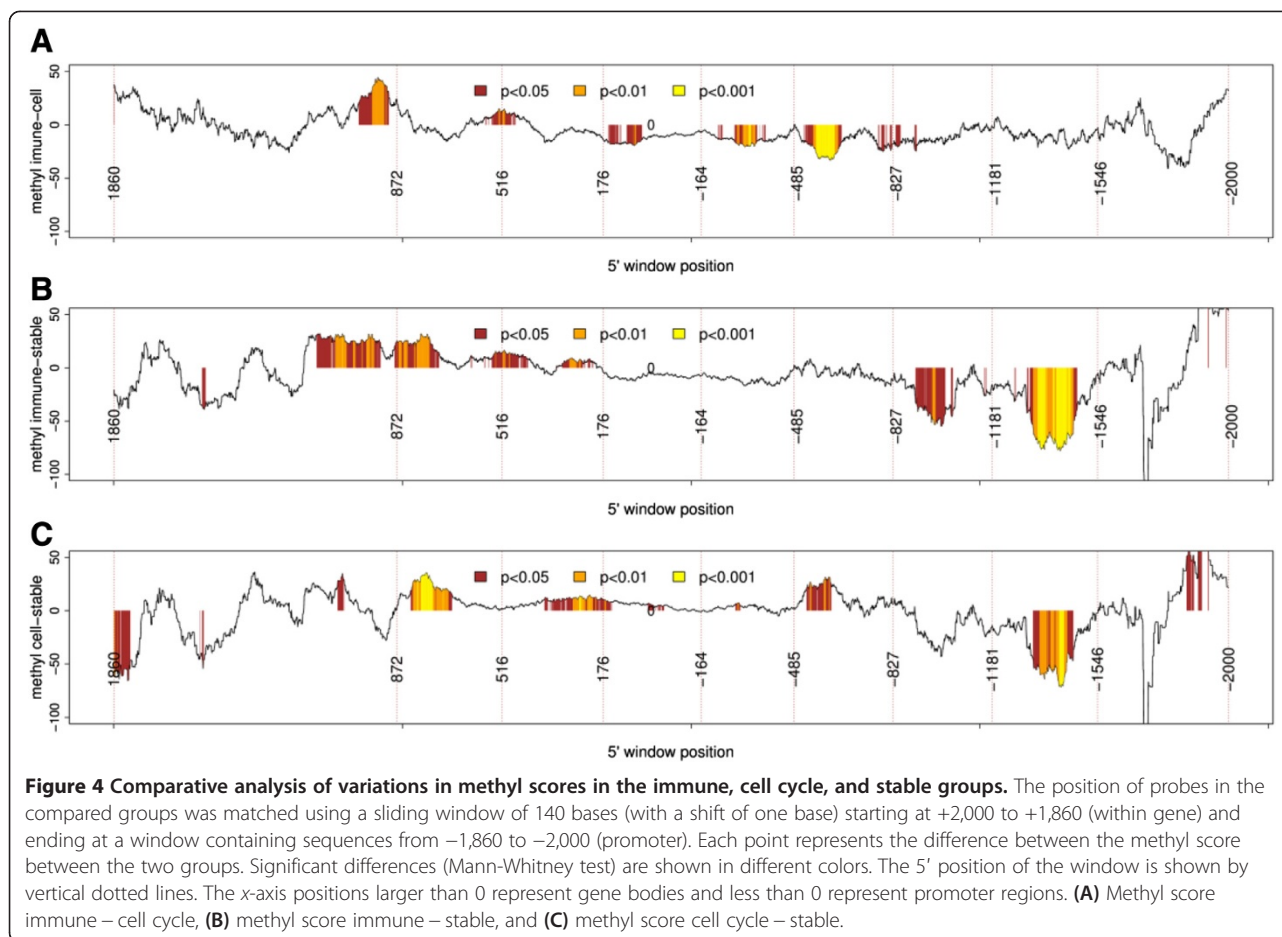 A
methyl imune−cell
50
0
−50
−100
p<0.05 p<0.01 p<0.001
0
1860 872 516 176 −164 −485 −827 −1181 −1546 −2000
5' window position
B
methyl immune−stable
50
0
−50
−100
p<0.05 p<0.01 p<0.001
0
1860 872 516 176 −164 −485 −827 −1181 −1546 −2000
5' window position
C
methyl cell−stable
50
0
−50
−100
p<0.05 p<0.01 p<0.001
0
1860 872 516 176 −164 −485 −827 −1181 −1546 −2000
5' window position
Figure 4 Comparative analysis of variations in methyl scores in the immune, cell cycle, and stable groups. The position of probes in the
compared groups was matched using a sliding window of 140 bases (with a shift of one base) starting at +2,000 to +1,860 (within gene) and
ending at a window containing sequences from −1,860 to −2,000 (promoter). Each point represents the difference between the methyl score
between the two groups. Significant differences (Mann-Whitney test) are shown in different colors. The 5′ position of the window is shown by
vertical dotted lines. The x-axis positions larger than 0 represent gene bodies and less than 0 represent promoter regions. (A) Methyl score
immune – cell cycle, (B) methyl score immune – stable, and (C) methyl score cell cycle – stable.